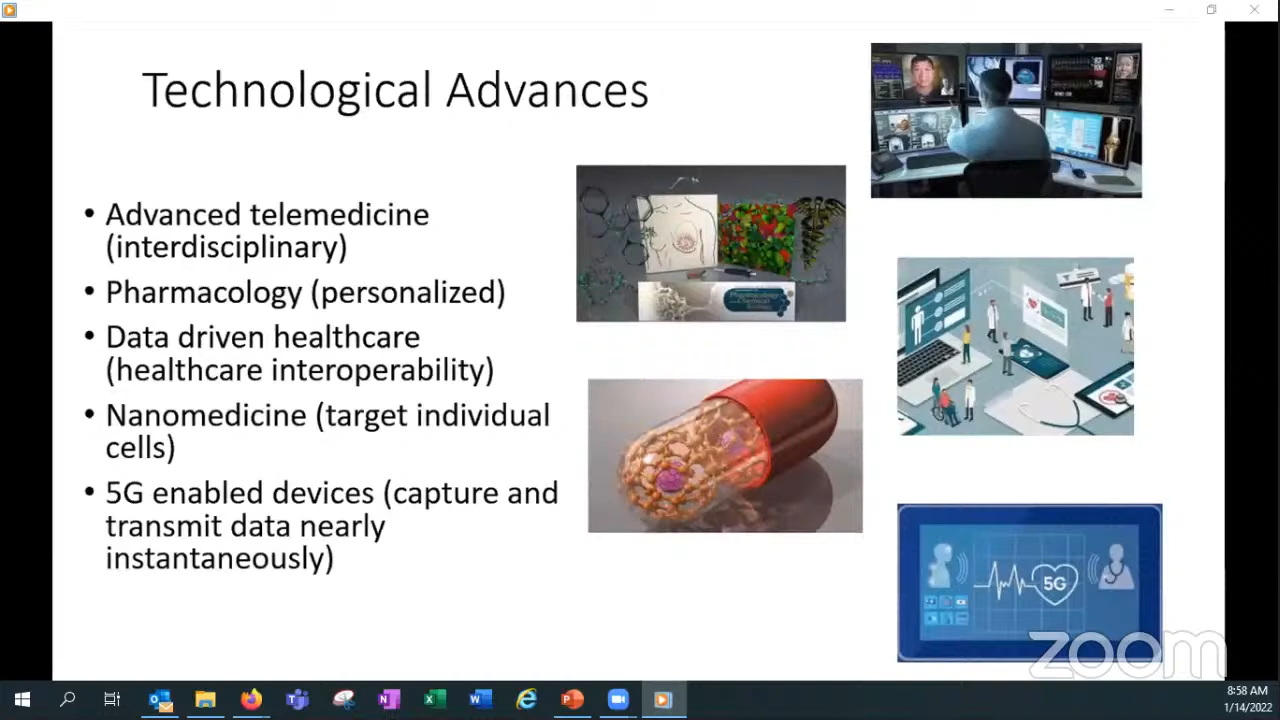 Technological Advances
• Advanced telemedicine
(interdisciplinary)
• Pharmacology (personalized)
• Data driven healthcare
(healthcare interoperability)
• Nanomedicine (target individual
cells)
• 5G enabled devices (capture and
transmit data nearly
instantaneously)
Pharmacology
5G
zoom
8:58 AM
1/14/2022